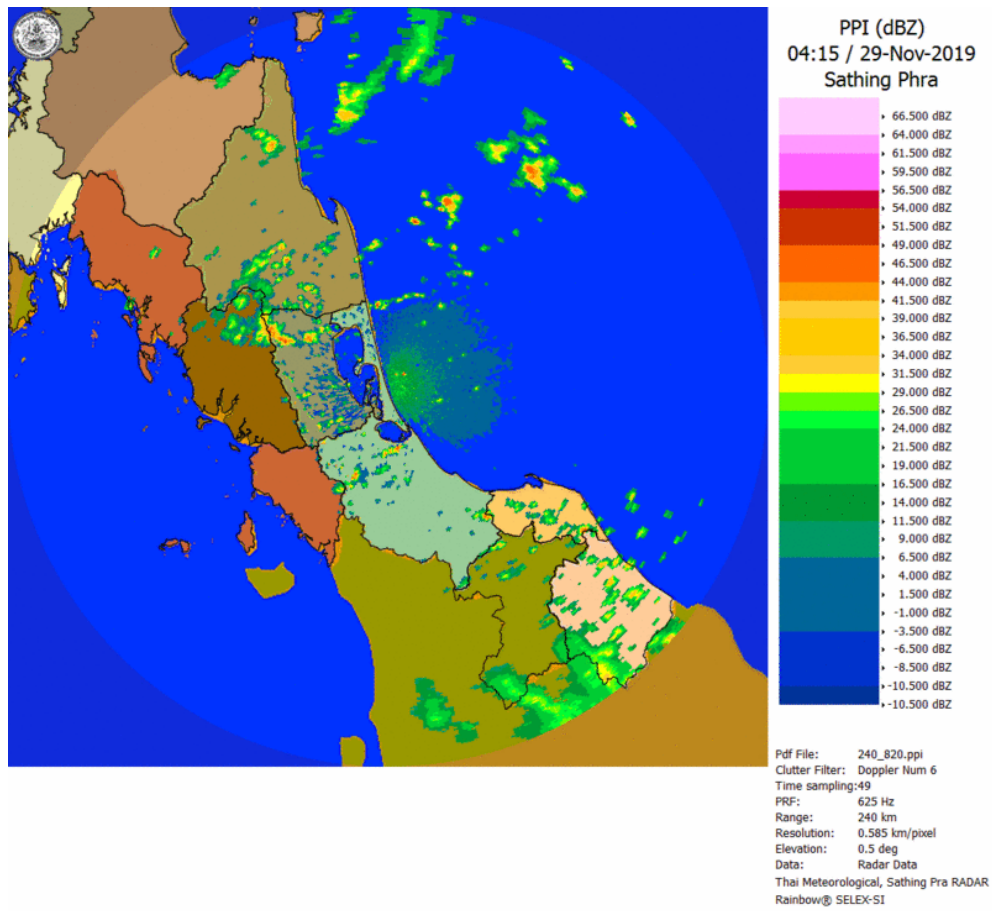 PPI (dBZ)
04:15 / 29-Nov-2019
Sathing Phra
66.500 dBZ
64.000 dBZ
61.500 dBZ
59.500 dBZ
56.500 dBZ
54.000 dBZ
51.500 dBZ
49.000 dBZ
46.500 dBZ
44.000 dBZ
41.500 dBZ
39.000 dBZ
36.500 dBZ
34.000 dBZ
31.500 dBZ
29.000 dBZ
26.500 dBZ
24.000 dBZ
21.500 dBZ
19.000 dBZ
16.500 dBZ
14.000 dBZ
11.500 dBZ
9.000 dBZ
6.500 dBZ
4.000 dBZ
1.500 dBZ
-1.000 dBZ
-3.500 dBZ
-6.500 dBZ
-8.500 dBZ
-10.500 dBZ
-10.500 dBZ
Pdf File: 240_820.ppi
Clutter Filter: Doppler Num 6
Time sampling:49
PRF: 625 Hz
Range: 240 km
Resolution: 0.585 km/pixel
Elevation: 0.5 deg
Data: Radar Data
Thai Meteorological, Sathing Pra RADAR
Rainbow® SELEX-SI